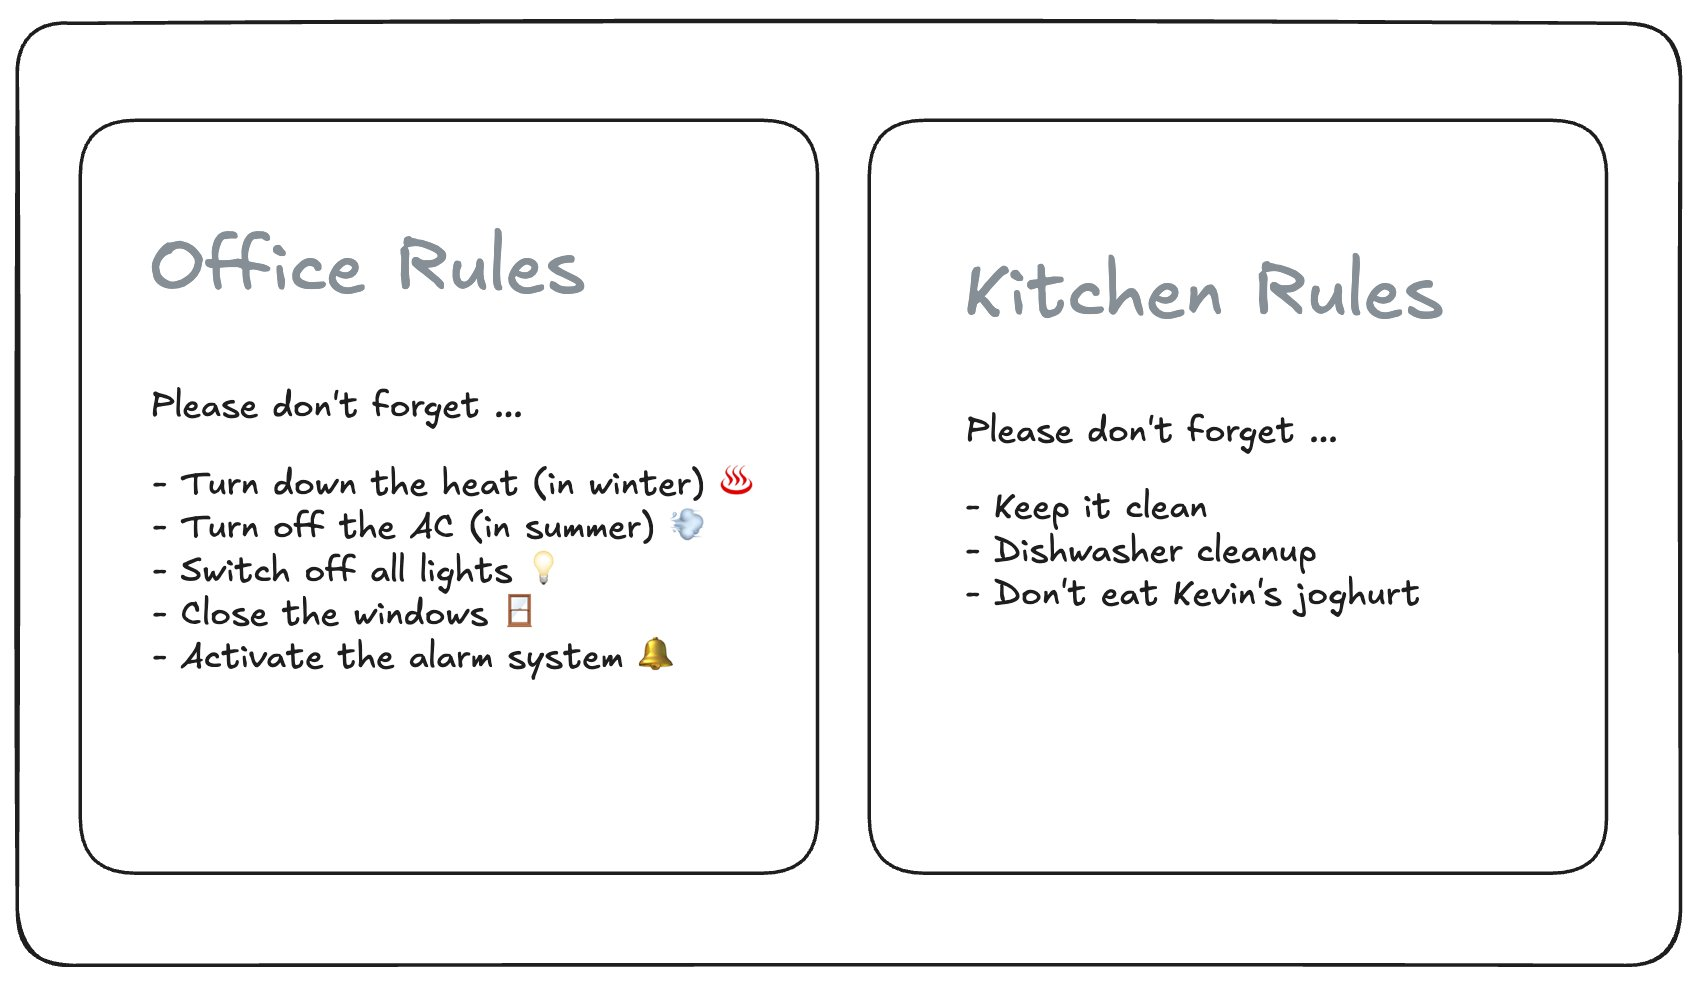 Office Rules
Please don't forget ...
- Turn down the heat (in winter) ♨️
- Turn off the AC (in summer) 💨
- Switch off all lights 💡
- Close the windows 🪟
- Activate the alarm system 🔔
Kitchen Rules
Please don't forget ...
- Keep it clean
- Dishwasher cleanup
- Don't eat Kevin's joghurt